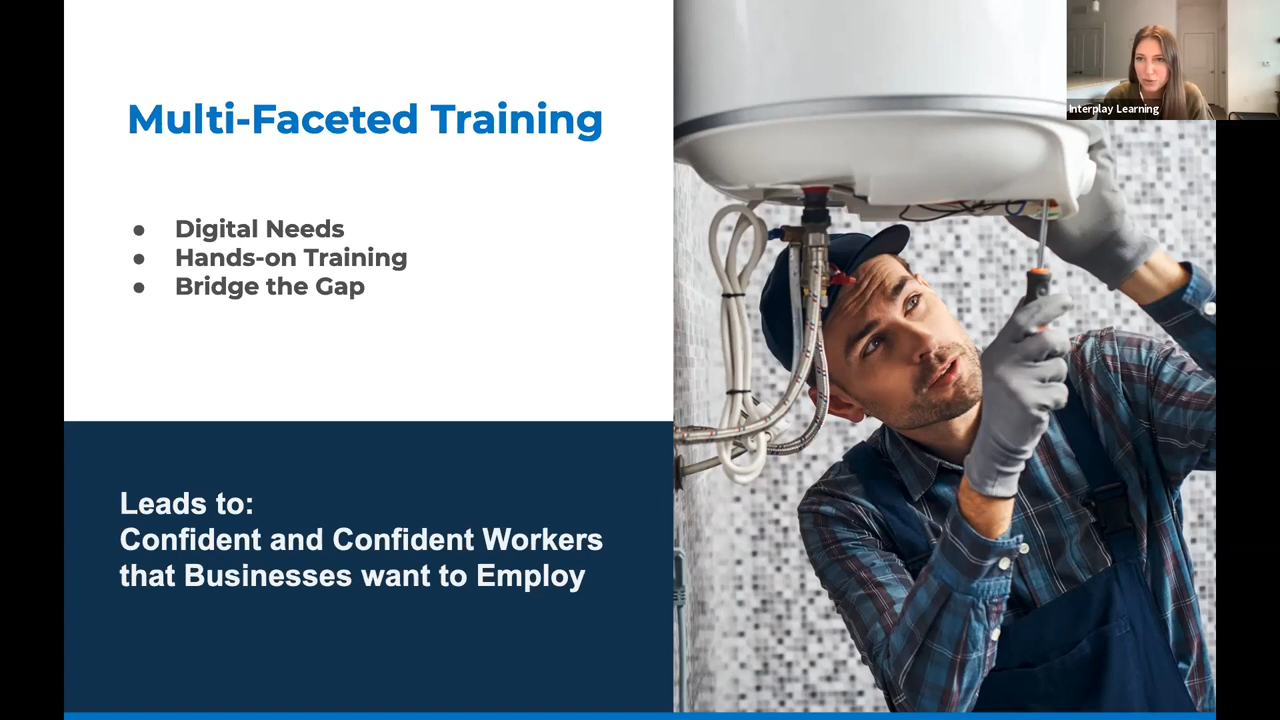 Multi-Faceted Training
● Digital Needs
● Hands-on Training
● Bridge the Gap
Leads to:
Confident and Confident Workers
that Businesses want to Employ
Interplay Learning